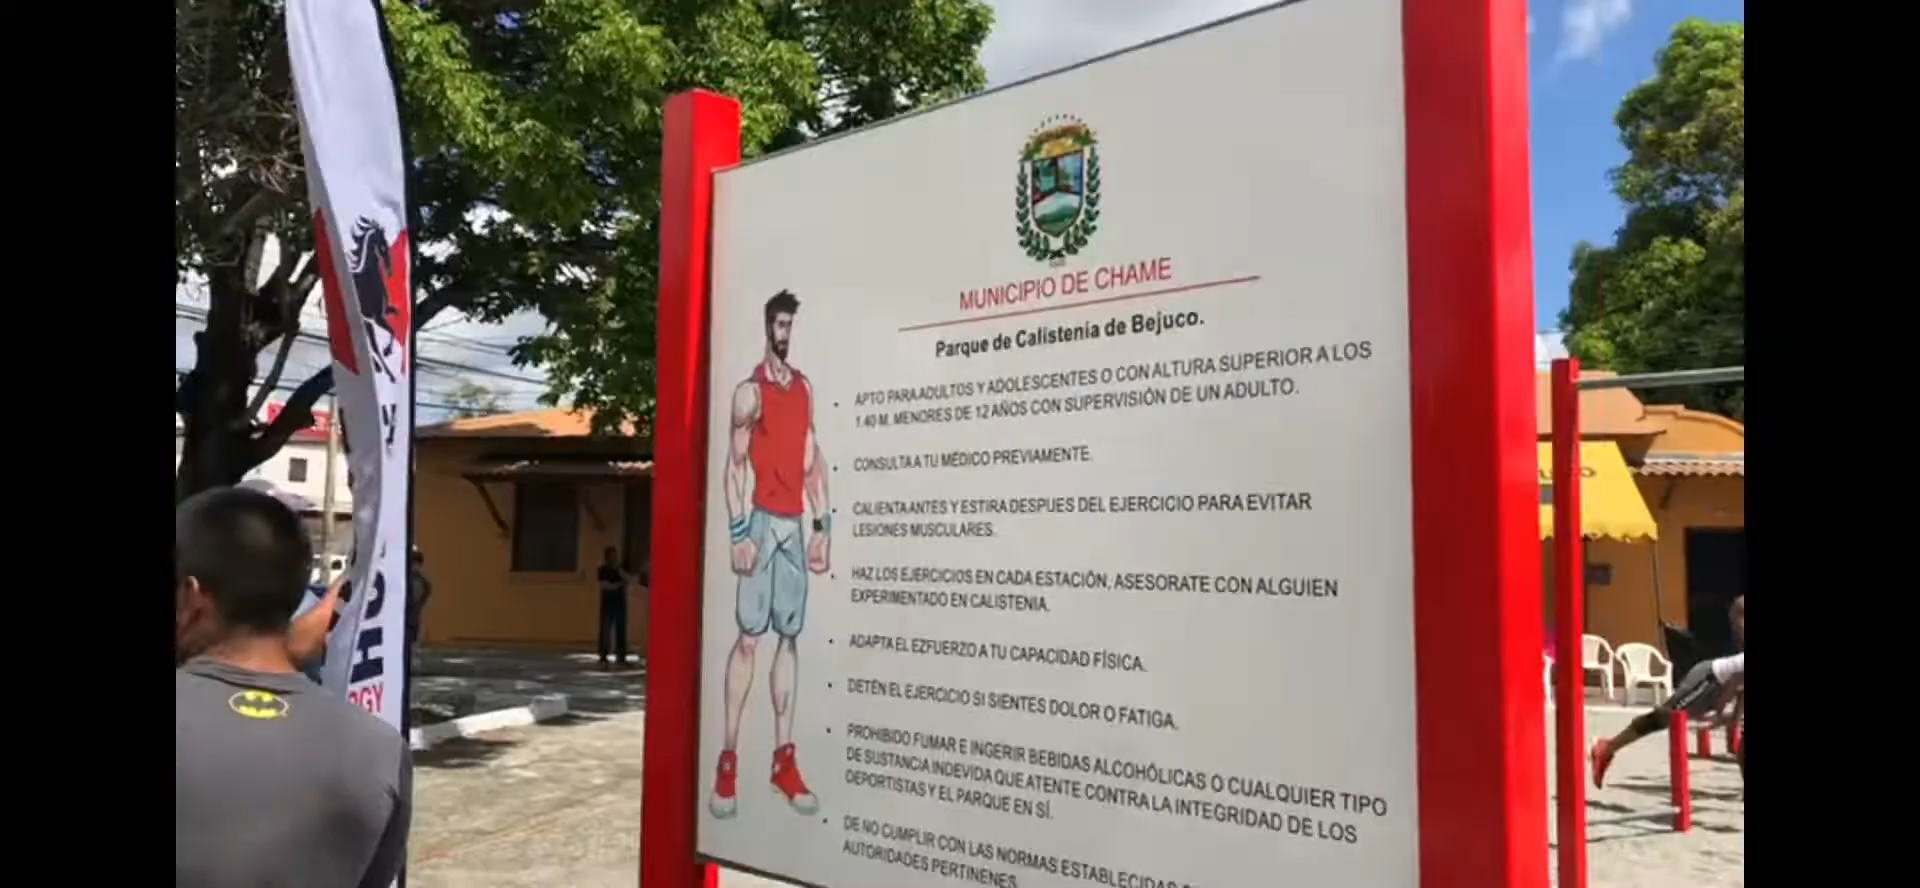 MUNICIPIO DE CHAME
Parque de Calistenia de Bejuco.
• APTO PARA ADULTOS Y ADOLESCENTES O CON ALTURA SUPERIOR A LOS
1.40 M. MENORES DE 12 AÑOS CON SUPERVISIÓN DE UN ADULTO.
• CONSULTA A TU MÉDICO PREVIAMENTE.
• CALIENTA ANTES Y ESTIRA DESPUES DEL EJERCICIO PARA EVITAR
LESIONES MUSCULARES.
• HAZ LOS EJERCICIOS EN CADA ESTACIÓN, ASESORATE CON ALGUIEN
EXPERIMENTADO EN CALISTENIA.
• ADAPTA EL EZFUERZO A TU CAPACIDAD FÍSICA.
• DETÉN EL EJERCICIO SI SIENTES DOLOR O FATIGA.
• PROHIBIDO FUMAR E INGERIR BEBIDAS ALCOHÓLICAS O CUALQUIER TIPO
DE SUSTANCIA INDEVIDA QUE ATENTE CONTRA LA INTEGRIDAD DE LOS
DEPORTISTAS Y EL PARQUE EN SÍ.
• DE NO CUMPLIR CON LAS NORMAS ESTABLECIDAS
AUTORIDADES PERTINENES